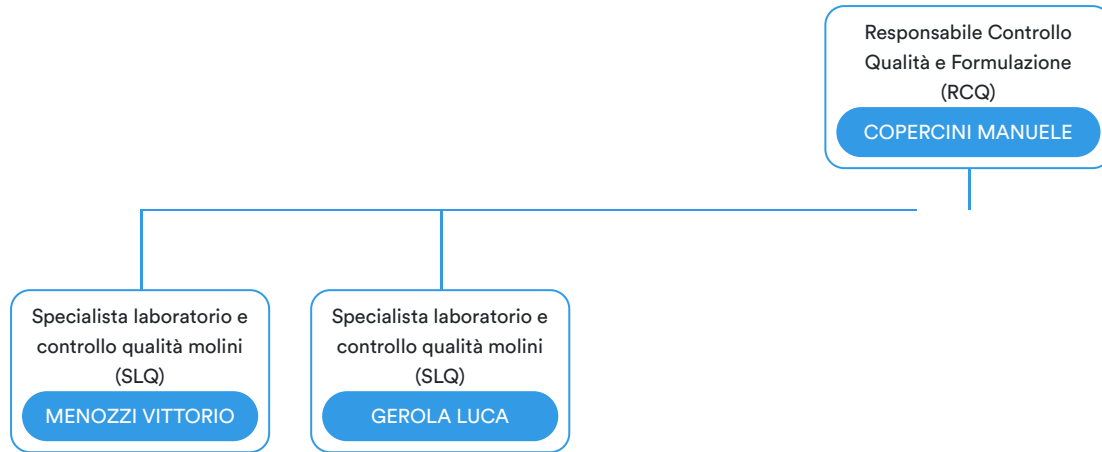 Responsabile Controllo
Qualità e Formulazione
(RCQ)
COPERCINI MANUELE
Specialista laboratorio e
controllo qualità molini
(SLQ)
MENOZZI VITTORIO
Specialista laboratorio e
controllo qualità molini
(SLQ)
GEROLA LUCA